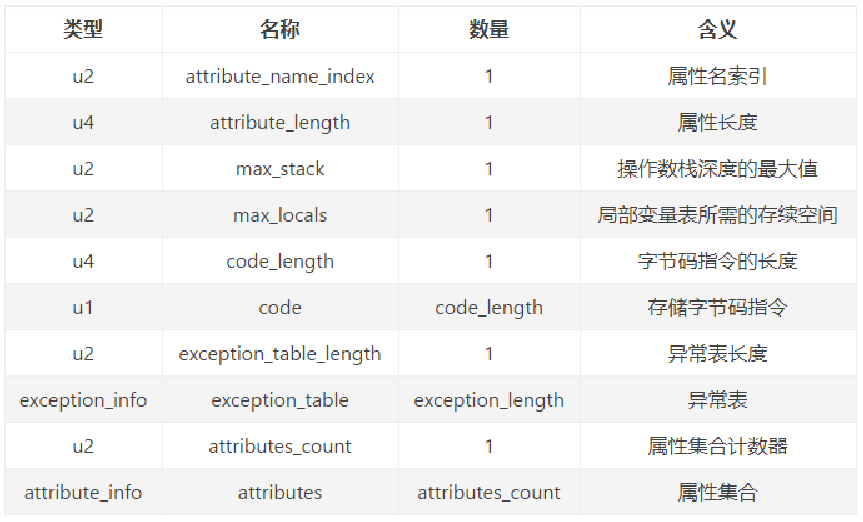 类型 名称 数量 含义
u2 attribute_name_index 1 属性名索引
u4 attribute_length 1 属性长度
u2 max_stack 1 操作数栈深度的最大值
u2 max_locals 1 局部变量表所需的存续空间
u4 code_length 1 字节码指令的长度
u1 code code_length 存储字节码指令
u2 exception_table_length 1 异常表长度
exception_info exception_table exception_length 异常表
u2 attributes_count 1 属性集合计数器
attribute_info attributes attributes_count 属性集合